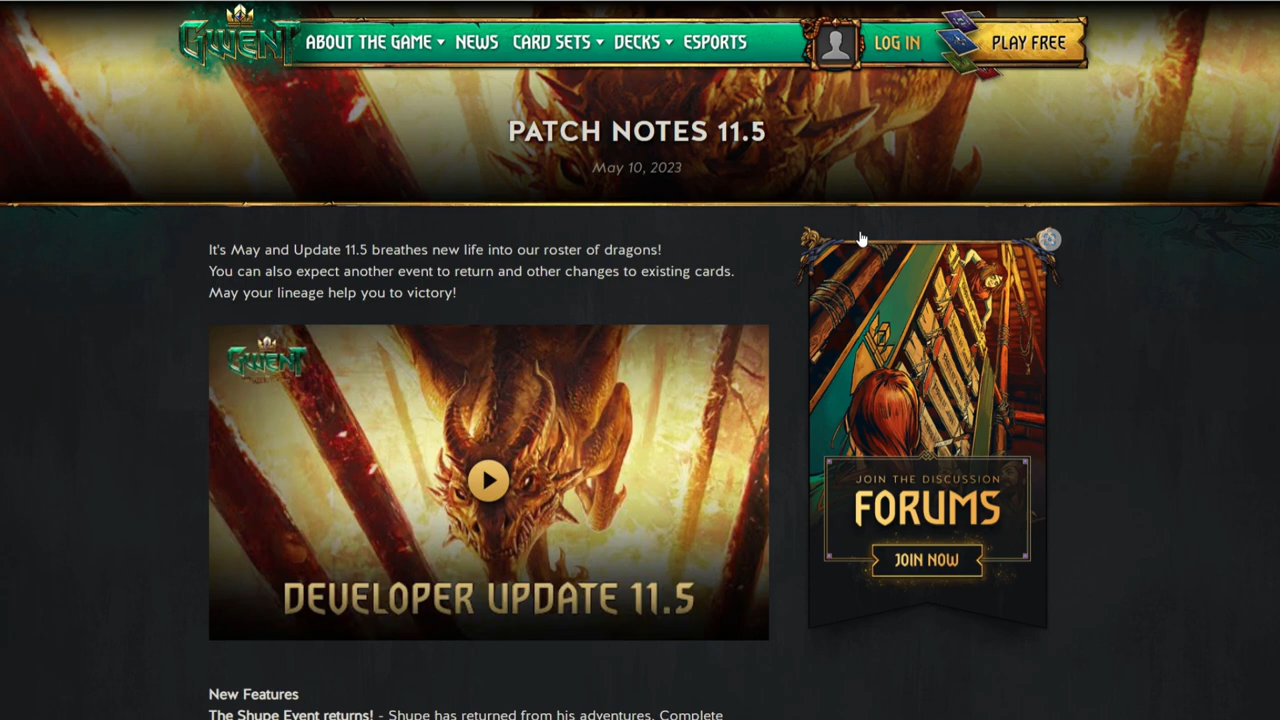 GWENT
ABOUT THE GAME NEWS CARD SETS DECKS ESPORTS LOG IN PLAY FREE
PATCH NOTES 11.5
May 10, 2023
It's May and Update 11.5 breathes new life into our roster of dragons!
You can also expect another event to return and other changes to existing cards.
May your lineage help you to victory!
GWENT
DEVELOPER UPDATE 11.5
JOIN THE DISCUSSION
FORUMS
JOIN NOW
New Features
The Shupe Event returns! - Shupe has returned from his adventures. Complete